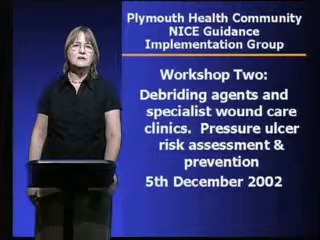 Plymouth Health Community
NICE Guidance
Implementation Group
Workshop Two:
Debriding agents and
specialist wound care
clinics. Pressure ulcer
risk assessment &
prevention
5th December 2002